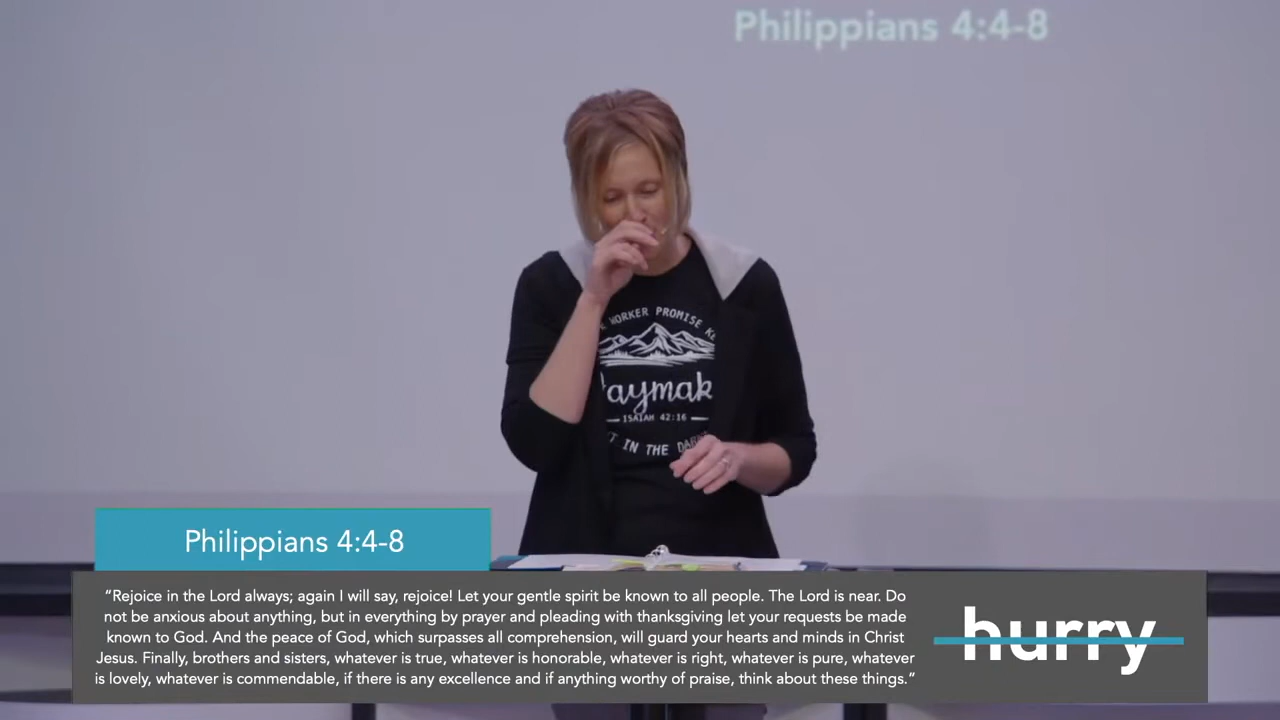 Philippians 4:4-8
WORKER PROMISE
ISAIAH 42:16
IN THE
Philippians 4:4-8
“Rejoice in the Lord always; again I will say, rejoice! Let your gentle spirit be known to all people. The Lord is near. Do
not be anxious about anything, but in everything by prayer and pleading with thanksgiving let your requests be made
known to God. And the peace of God, which surpasses all comprehension, will guard your hearts and minds in Christ
Jesus. Finally, brothers and sisters, whatever is true, whatever is honorable, whatever is right, whatever is pure, whatever
is lovely, whatever is commendable, if there is any excellence and if anything worthy of praise, think about these things.”
hurry